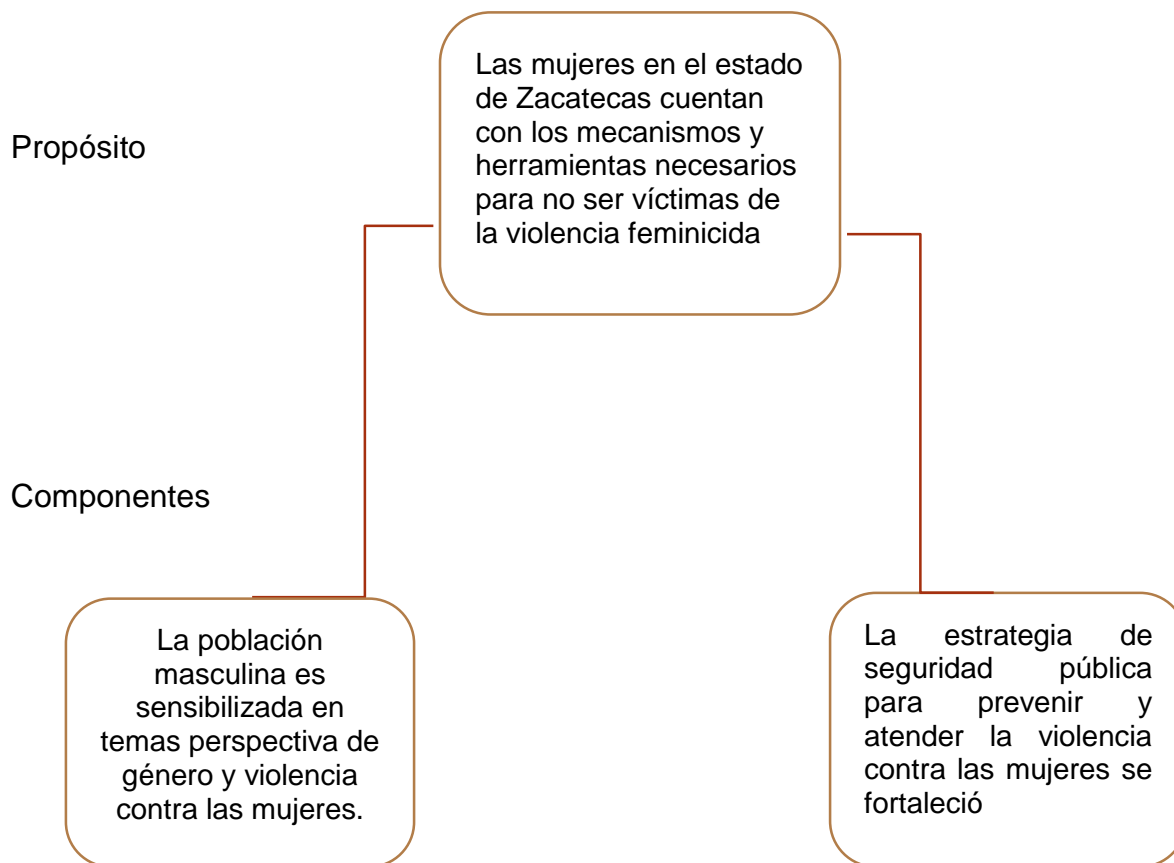 Las mujeres en el estado
de Zacatecas cuentan
con los mecanismos y
herramientas necesarios
para no ser víctimas de
la violencia feminicida
Propósito
Componentes
La población
masculina es
sensibilizada en
temas perspectiva de
género y violencia
contra las mujeres.
La estrategia de
seguridad pública
para prevenir y
atender la violencia
contra las mujeres se
fortaleció